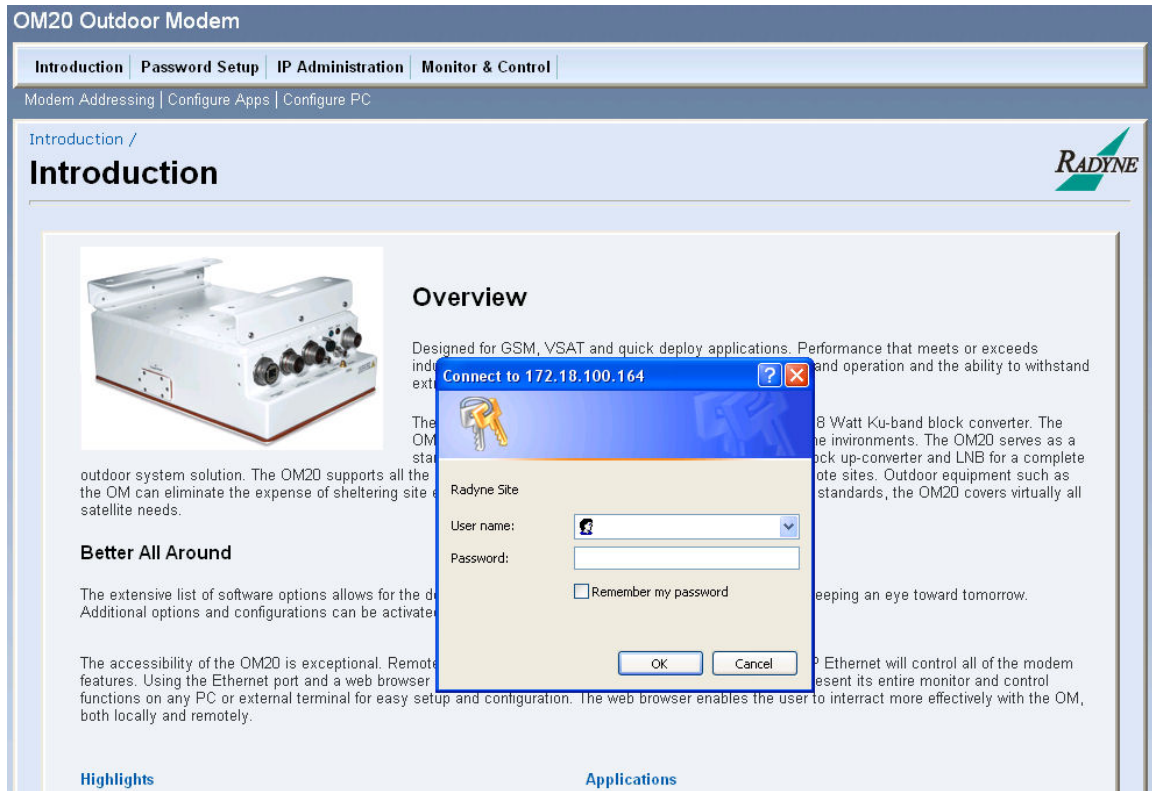 OM20 Outdoor Modem
Introduction Password Setup IP Administration Monitor & Control
Modem Addressing | Configure Apps | Configure PC
Introduction /
Introduction
RADYNE
Overview
Designed for GSM, VSAT and quick deploy applications. Performance that meets or exceeds
and operation and the ability to withstand
Connect to 172.18.100.164
The 8 Watt Ku-band block converter. The
OM invironments. The OM20 serves as a
up-converter and LNB for a complete
outdoor system solution. The OM20 supports all the sites. Outdoor equipment such as
the OM can eliminate the expense of sheltering site standards, the OM20 covers virtually all
satellite needs.
Radyne Site
User name:
Password:
Remember my password
OK Cancel
Better All Around
The extensive list of software options allows for the eeping an eye toward tomorrow.
Additional options and configurations can be activate
The accessibility of the OM20 is exceptional. Remote Ethernet will control all of the modem
features. Using the Ethernet port and a web browser esent its entire monitor and control
functions on any PC or external terminal for easy setup and configuration. The web browser enables the user to interract more effectively with the OM,
both locally and remotely.
Highlights Applications